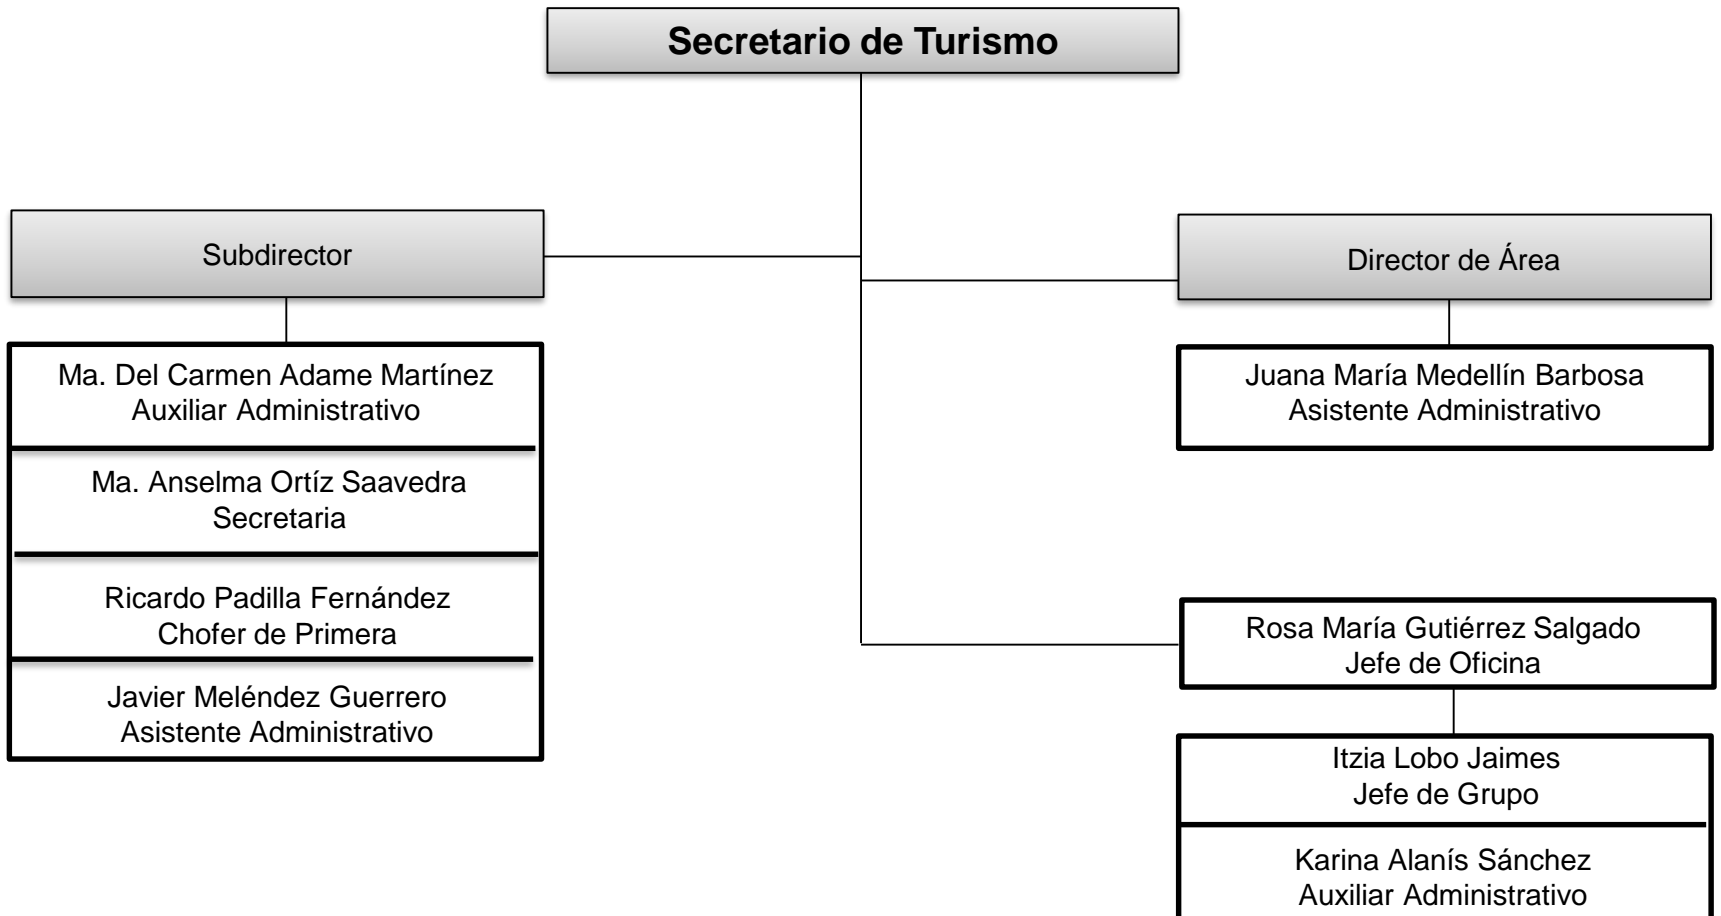 Secretario de Turismo
Subdirector
Director de Área
Ma. Del Carmen Adame Martínez
Auxiliar Administrativo
Ma. Anselma Ortíz Saavedra
Secretaria
Ricardo Padilla Fernández
Chofer de Primera
Javier Meléndez Guerrero
Asistente Administrativo
Juana María Medellín Barbosa
Asistente Administrativo
Rosa María Gutiérrez Salgado
Jefe de Oficina
Itzia Lobo Jaimes
Jefe de Grupo
Karina Alanís Sánchez
Auxiliar Administrativo